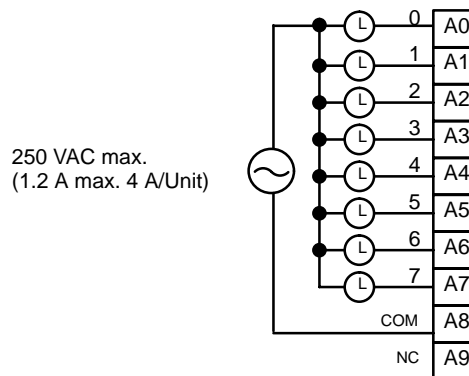 L 0 A0
L 1 A1
L 2 A2
L 3 A3
250 VAC max.
(1.2 A max. 4 A/Unit)
L 4 A4
L 5 A5
L 6 A6
L 7 A7
COM A8
NC A9